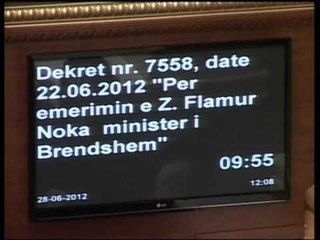 Dekret nr. 7558, date
22.06.2012 "Per
emerimin e Z. Flamur
Noka minister i
Brendshem"
09:55
12:08
28-06-2012
LG